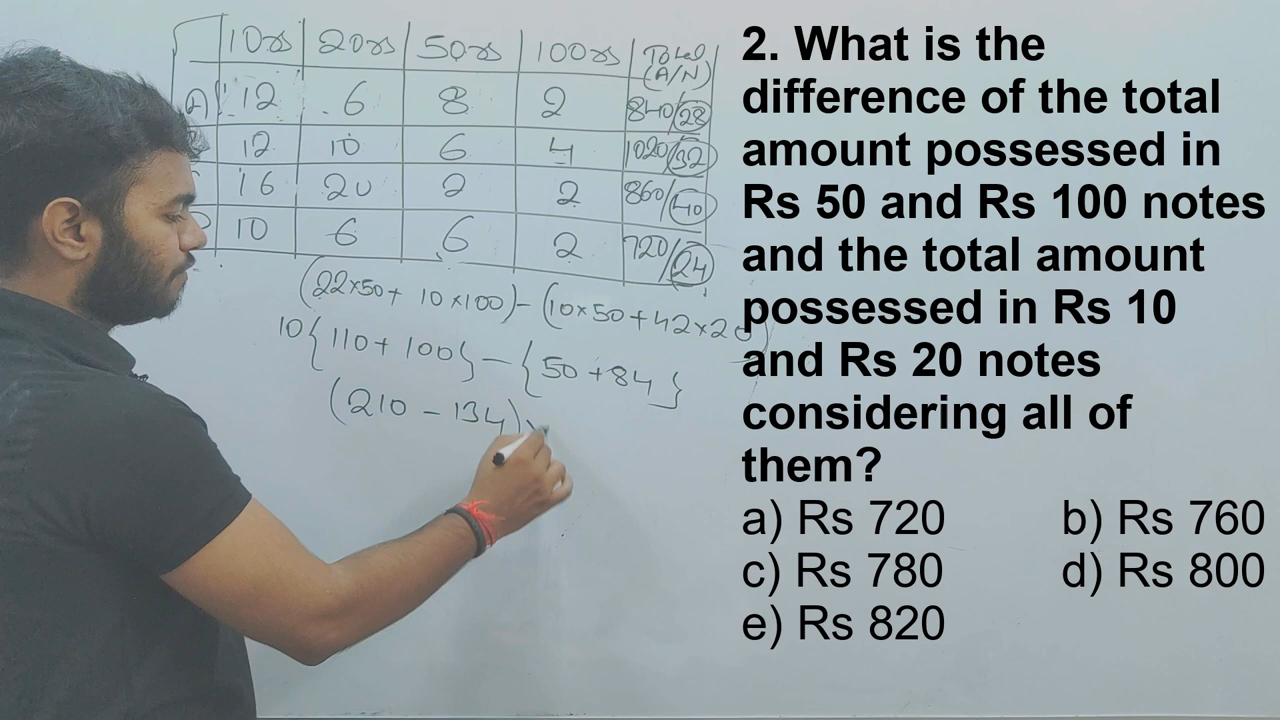 10rs 20rs 50rs 100rs Total (A/N)
A) 12 6 8 2 840/28
12 10 6 4 1020/32
16 20 2 2 860/40
10 6 6 2 720/24
(22×50+ 10×100)-(10×50+42×20)
10{110+100}-{50+84}
(210-134)×
2. What is the
difference of the total
amount possessed in
Rs 50 and Rs 100 notes
and the total amount
possessed in Rs 10
and Rs 20 notes
considering all of
them?
a) Rs 720 b) Rs 760
c) Rs 780 d) Rs 800
e) Rs 820